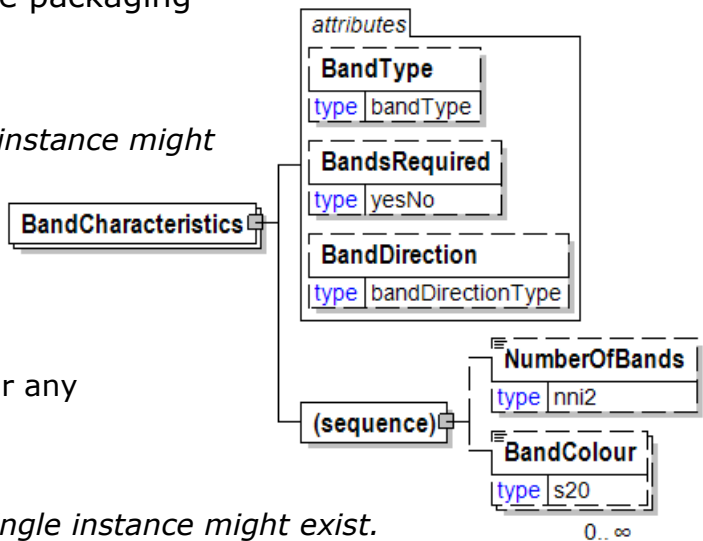 e packaging
instance might
r any
ngle instance might exist.
BandCharacteristics
attributes
BandType
type bandType
BandsRequired
type yesNo
BandDirection
type bandDirectionType
(sequence)
NumberOfBands
type nni2
BandColour
type s20
0.. ∞